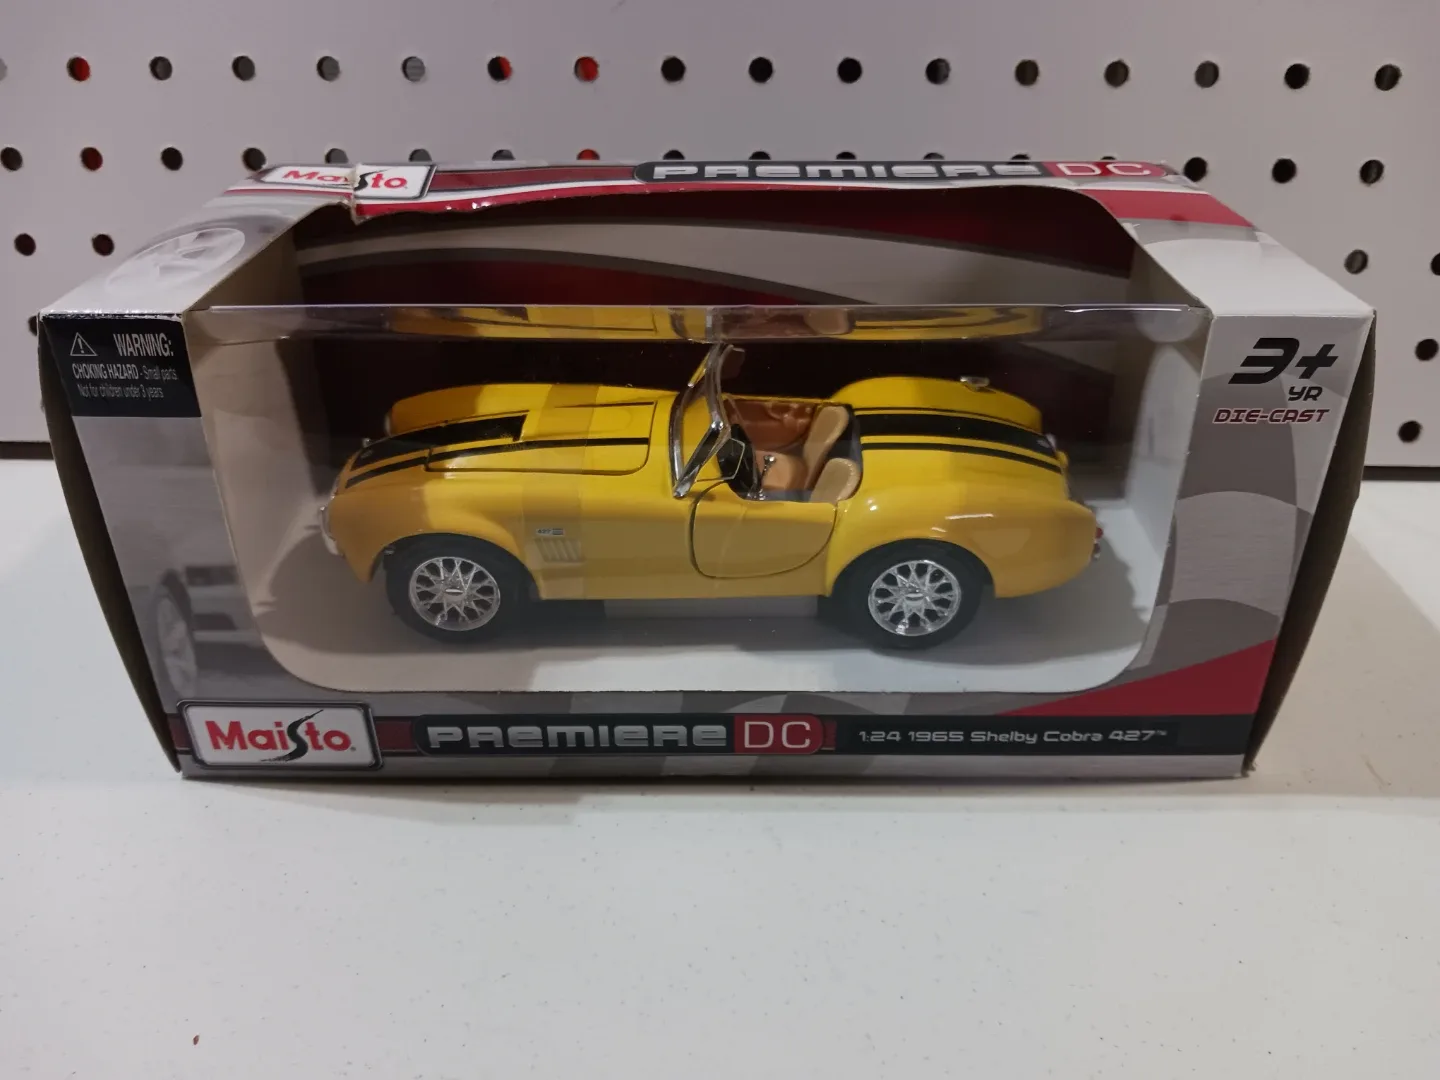 Maisto
PREMIERE DC
WARNING:
CHOKING HAZARD - Small parts.
Not for children under 3 years.
3+
YR
DIE-CAST
Maisto
PREMIERE DC
1:24 1965 Shelby Cobra 427™